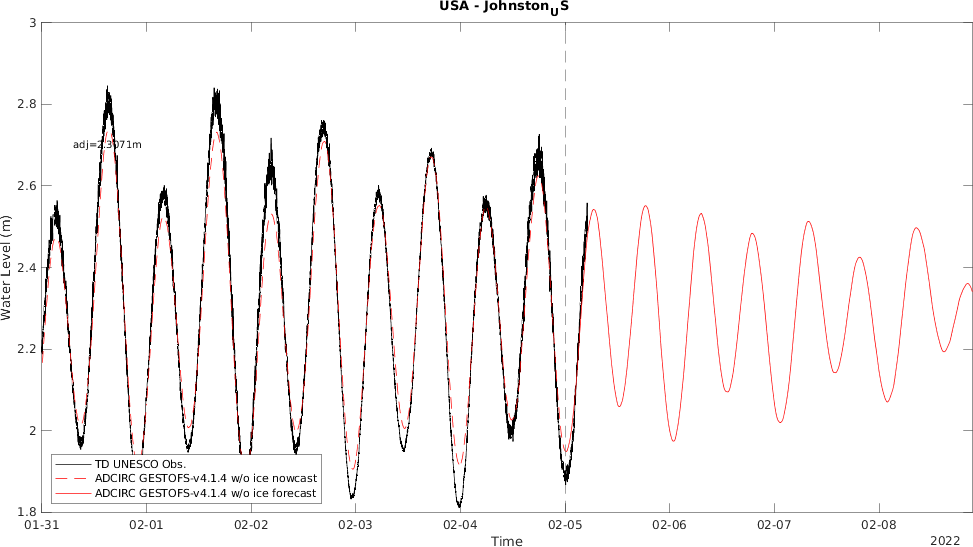 USA - Johnston_US
3
2.8
2.6
2.4
2.2
2
1.8
Water Level (m)
adj=2.3071m
TD UNESCO Obs.
ADCIRC GESTOFS-v4.1.4 w/o ice nowcast
ADCIRC GESTOFS-v4.1.4 w/o ice forecast
01-31 02-01 02-02 02-03 02-04 02-05 02-06 02-07 02-08
Time
2022